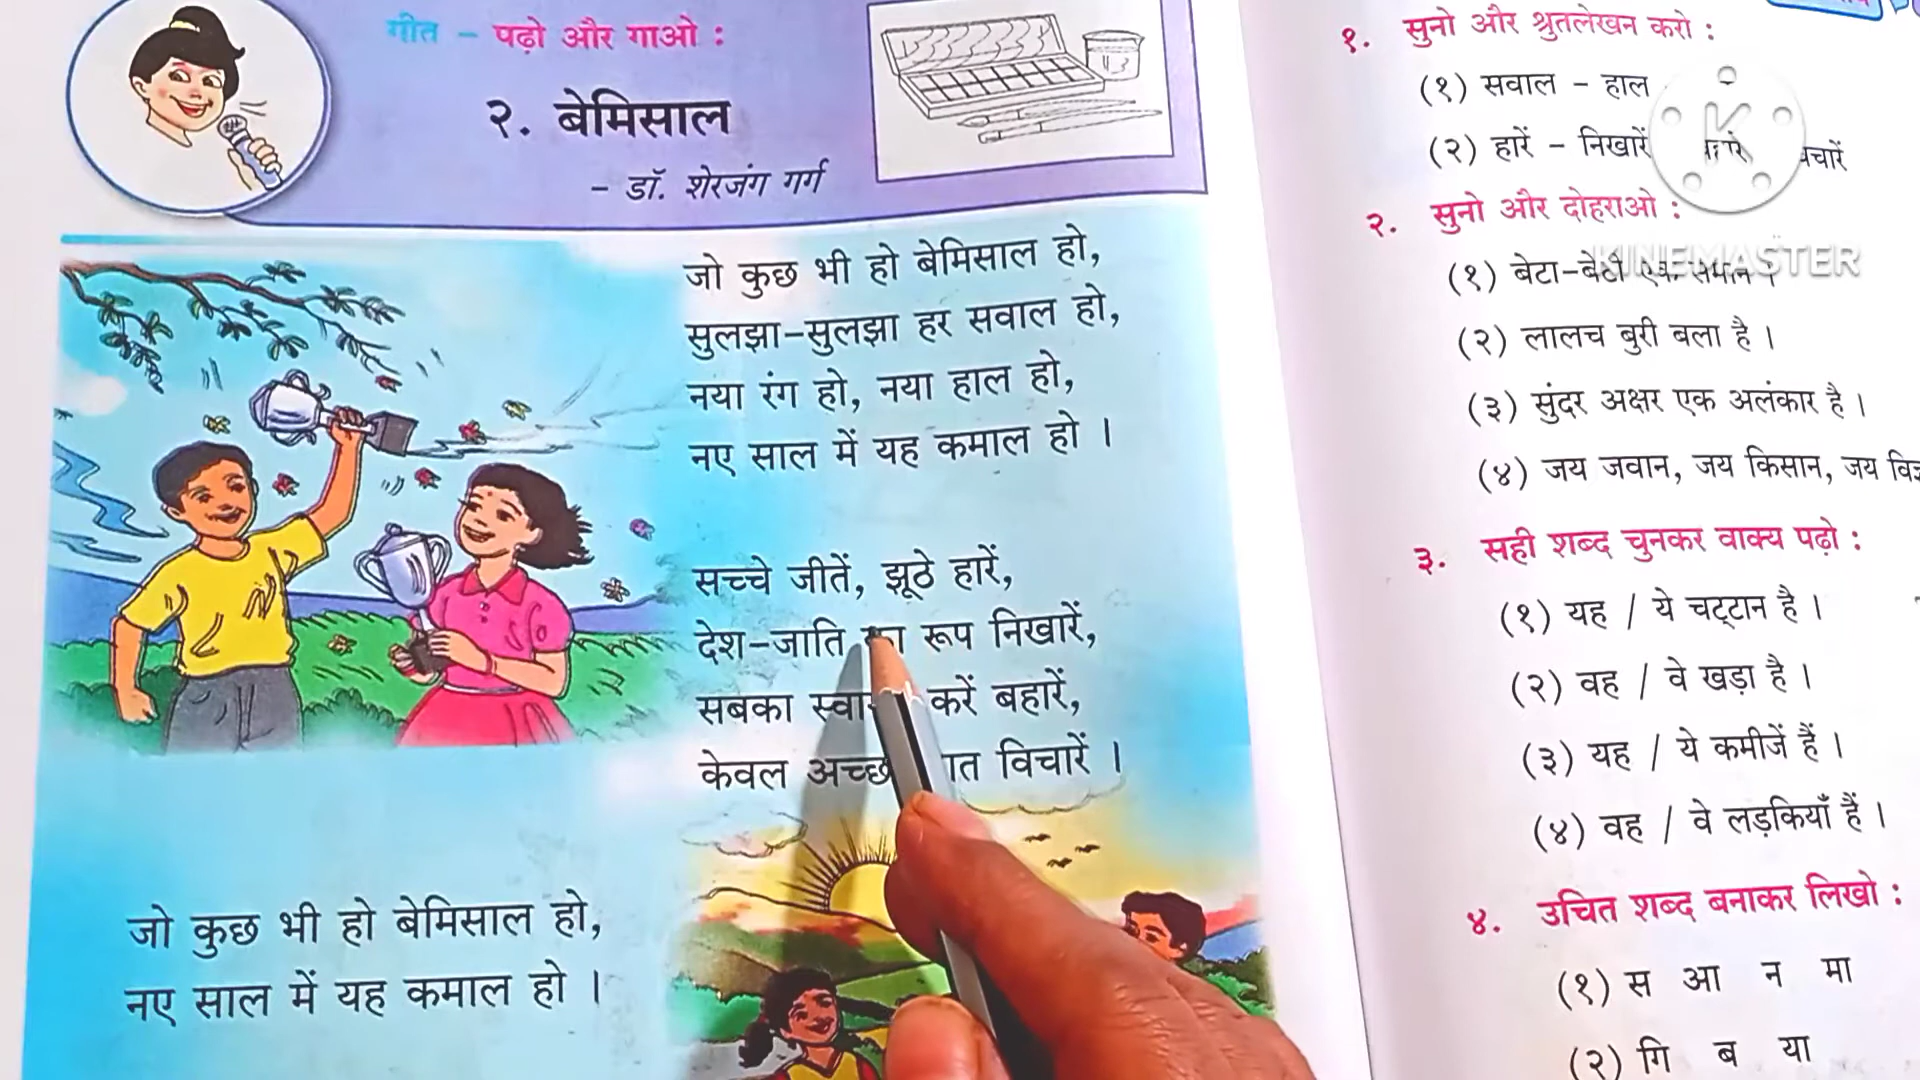 गीत - पढ़ो और गाओ :
२. बेमिसाल
- डॉ. शेरजंग गर्ग
जो कुछ भी हो बेमिसाल हो,
सुलझा-सुलझा हर सवाल हो,
नया रंग हो, नया हाल हो,
नए साल में यह कमाल हो ।
सच्चे जीतें, झूठे हारें,
देश-जाति का रूप निखारें,
सबका करें बहारें,
केवल विचारें ।
जो कुछ भी हो बेमिसाल हो,
नए साल में यह कमाल हो ।
१. सुनो और श्रुतलेखन करो :
(१) सवाल - हाल
(२) हारें - निखारें
K
KINEMASTER
२. सुनो और दोहराओ :
(१) बेटा-बेटी एक समान ।
(२) लालच बुरी बला है ।
(३) सुंदर अक्षर एक अलंकार है ।
(४) जय जवान, जय किसान, जय
३. सही शब्द चुनकर वाक्य पढ़ो :
(१) यह / ये चट्‌टान है ।
(२) वह / वे खड़ा है ।
(३) यह / ये कमीजें हैं ।
(४) वह / वे लड़कियाँ हैं ।
४. उचित शब्द बनाकर लिखो :
(१) स आ न मा
(२) गि ब या